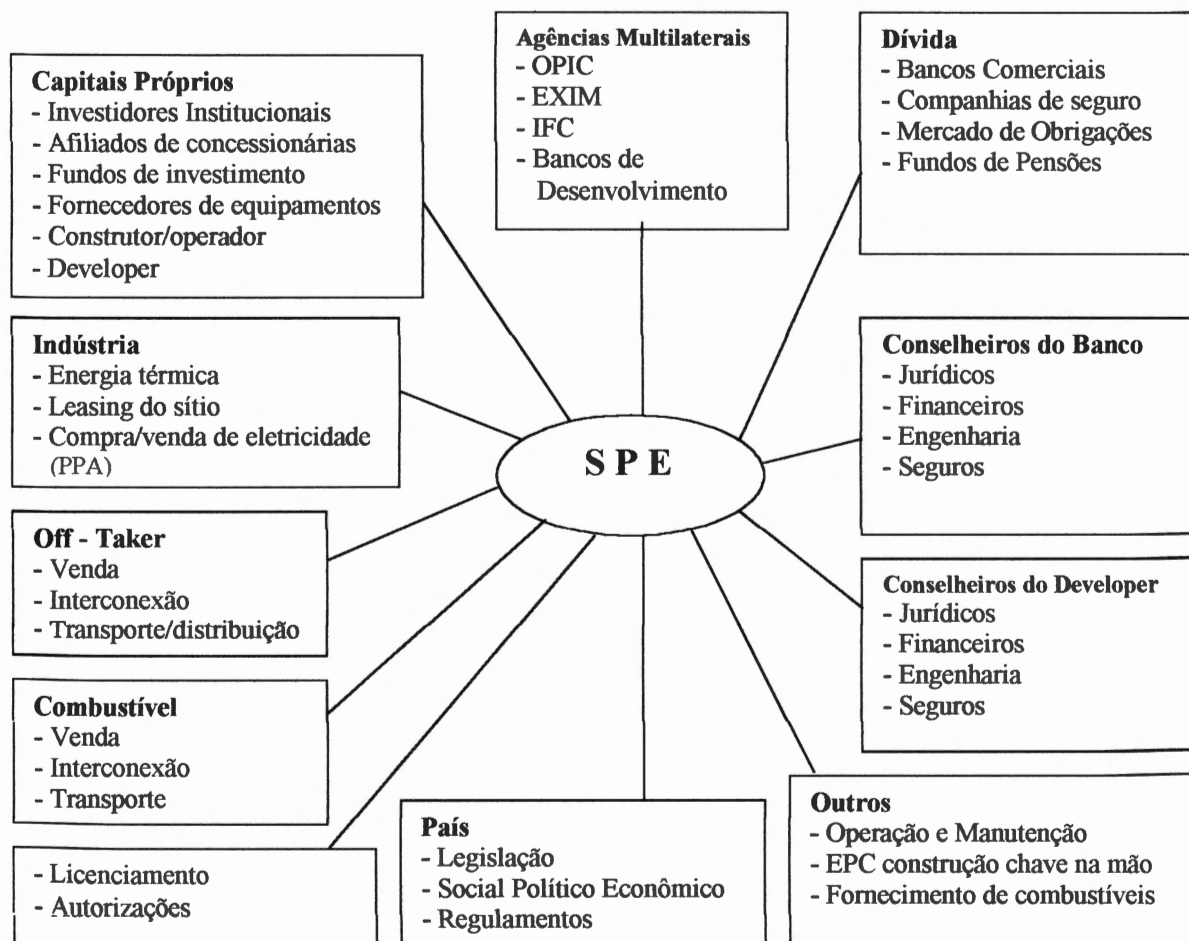 Capitais Próprios
- Investidores Institucionais
- Afiliados de concessionárias
- Fundos de investimento
- Fornecedores de equipamentos
- Construtor/operador
- Developer
Agências Multilaterais
- OPIC
- EXIM
- IFC
- Bancos de
Desenvolvimento
Dívida
- Bancos Comerciais
- Companhias de seguro
- Mercado de Obrigações
- Fundos de Pensões
Indústria
- Energia térmica
- Leasing do sítio
- Compra/venda de eletricidade
(PPA)
S P E
Conselheiros do Banco
- Jurídicos
- Financeiros
- Engenharia
- Seguros
Off - Taker
- Venda
- Interconexão
- Transporte/distribuição
Conselheiros do Developer
- Jurídicos
- Financeiros
- Engenharia
- Seguros
Combustível
- Venda
- Interconexão
- Transporte
- Licenciamento
- Autorizações
País
- Legislação
- Social Político Econômico
- Regulamentos
Outros
- Operação e Manutenção
- EPC construção chave na mão
- Fornecimento de combustíveis